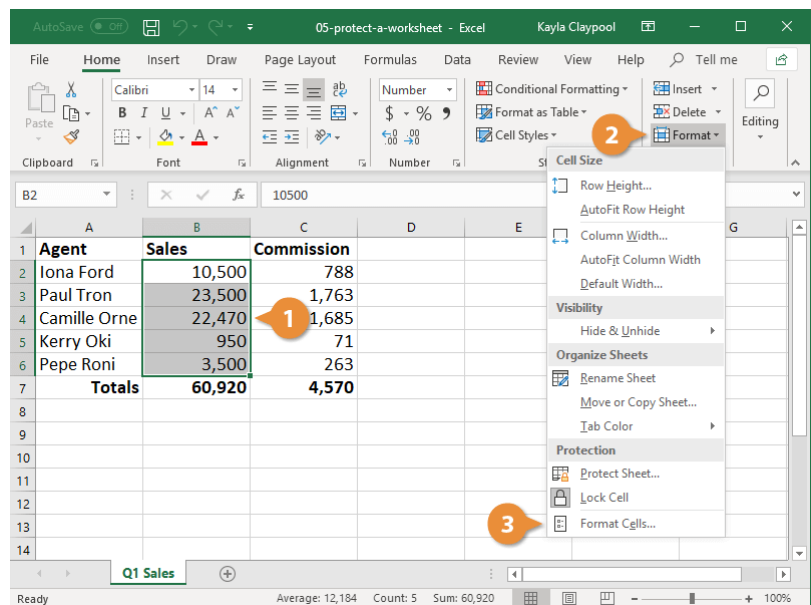 AutoSave Off 05-protect-a-worksheet - Excel Kayla Claypool
File Home Insert Draw Page Layout Formulas Data Review View Help Tell me
Calibri 14 Number Conditional Formatting Insert
Paste B I U A A $ % 9 Format as Table Delete Editing
A Cell Styles 2 Format
Clipboard Font Alignment Number
B2 fx 10500
Cell Size
Row Height...
AutoFit Row Height
Column Width...
AutoFit Column Width
Default Width...
Visibility
Hide & Unhide
Organize Sheets
Rename Sheet
Move or Copy Sheet...
Tab Color
Protection
Protect Sheet...
Lock Cell
3 Format Cells...
A B C D E G
1 Agent Sales Commission
2 Iona Ford 10,500 788
3 Paul Tron 23,500 1,763
4 Camille Orne 22,470 1 1,685
5 Kerry Oki 950 71
6 Pepe Roni 3,500 263
7 Totals 60,920 4,570
8
9
10
11
12
13
14
Q1 Sales
Ready Average: 12,184 Count: 5 Sum: 60,920 100%